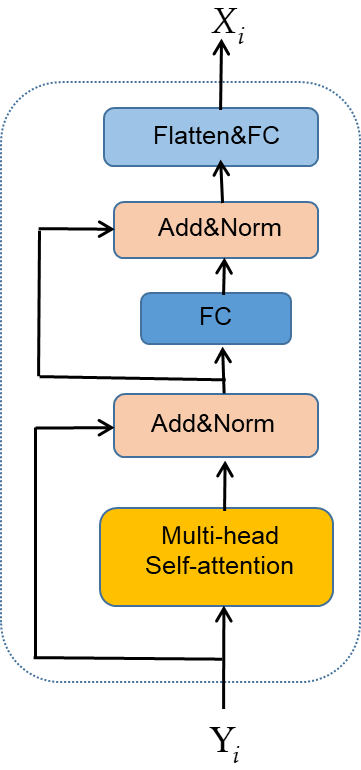 X_i
Flatten&FC
Add&Norm
FC
Add&Norm
Multi-head
Self-attention
Y_i